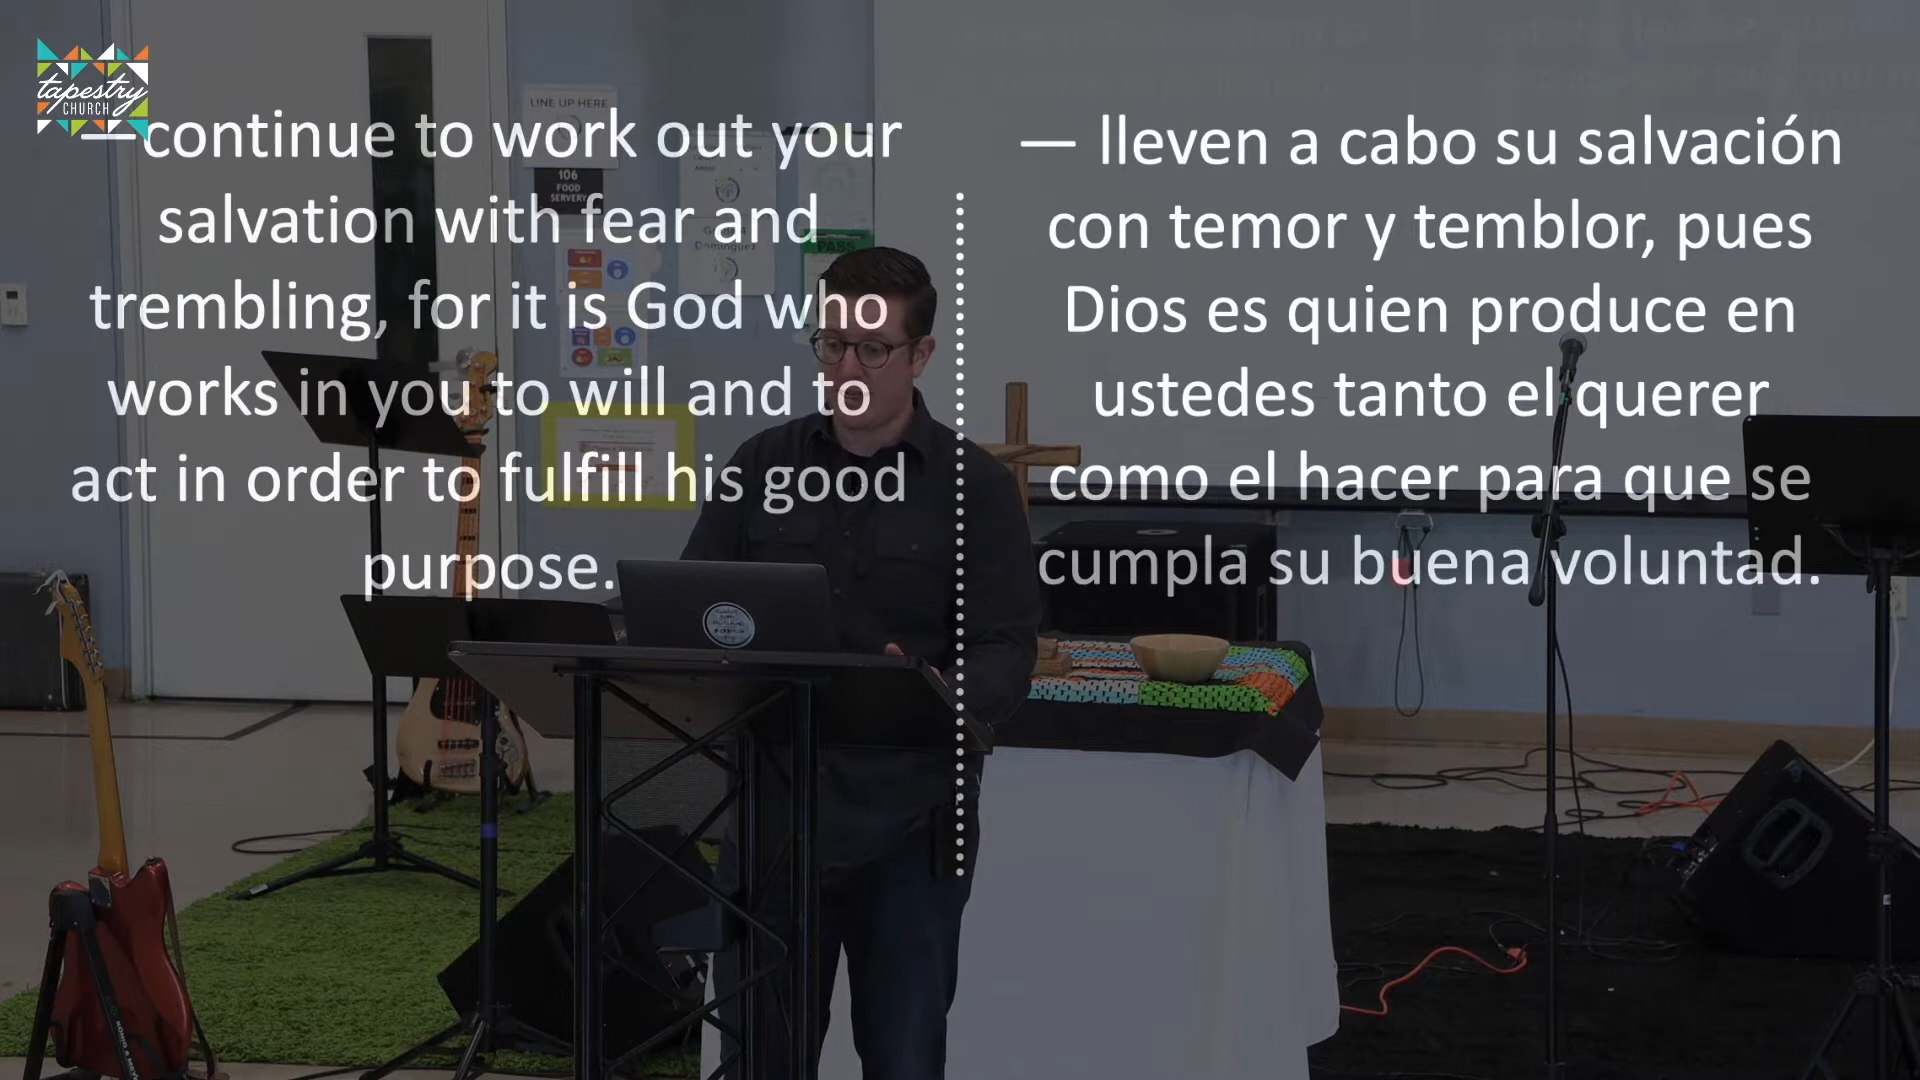 tapestry
CHURCH
— continue to work out your
salvation with fear and
trembling, for it is God who
works in you to will and to
act in order to fulfill his good
purpose.
— lleven a cabo su salvación
con temor y temblor, pues
Dios es quien produce en
ustedes tanto el querer
como el hacer para que se
cumpla su buena voluntad.
LINE UP HERE
106
FOOD
SERVERY
PASS